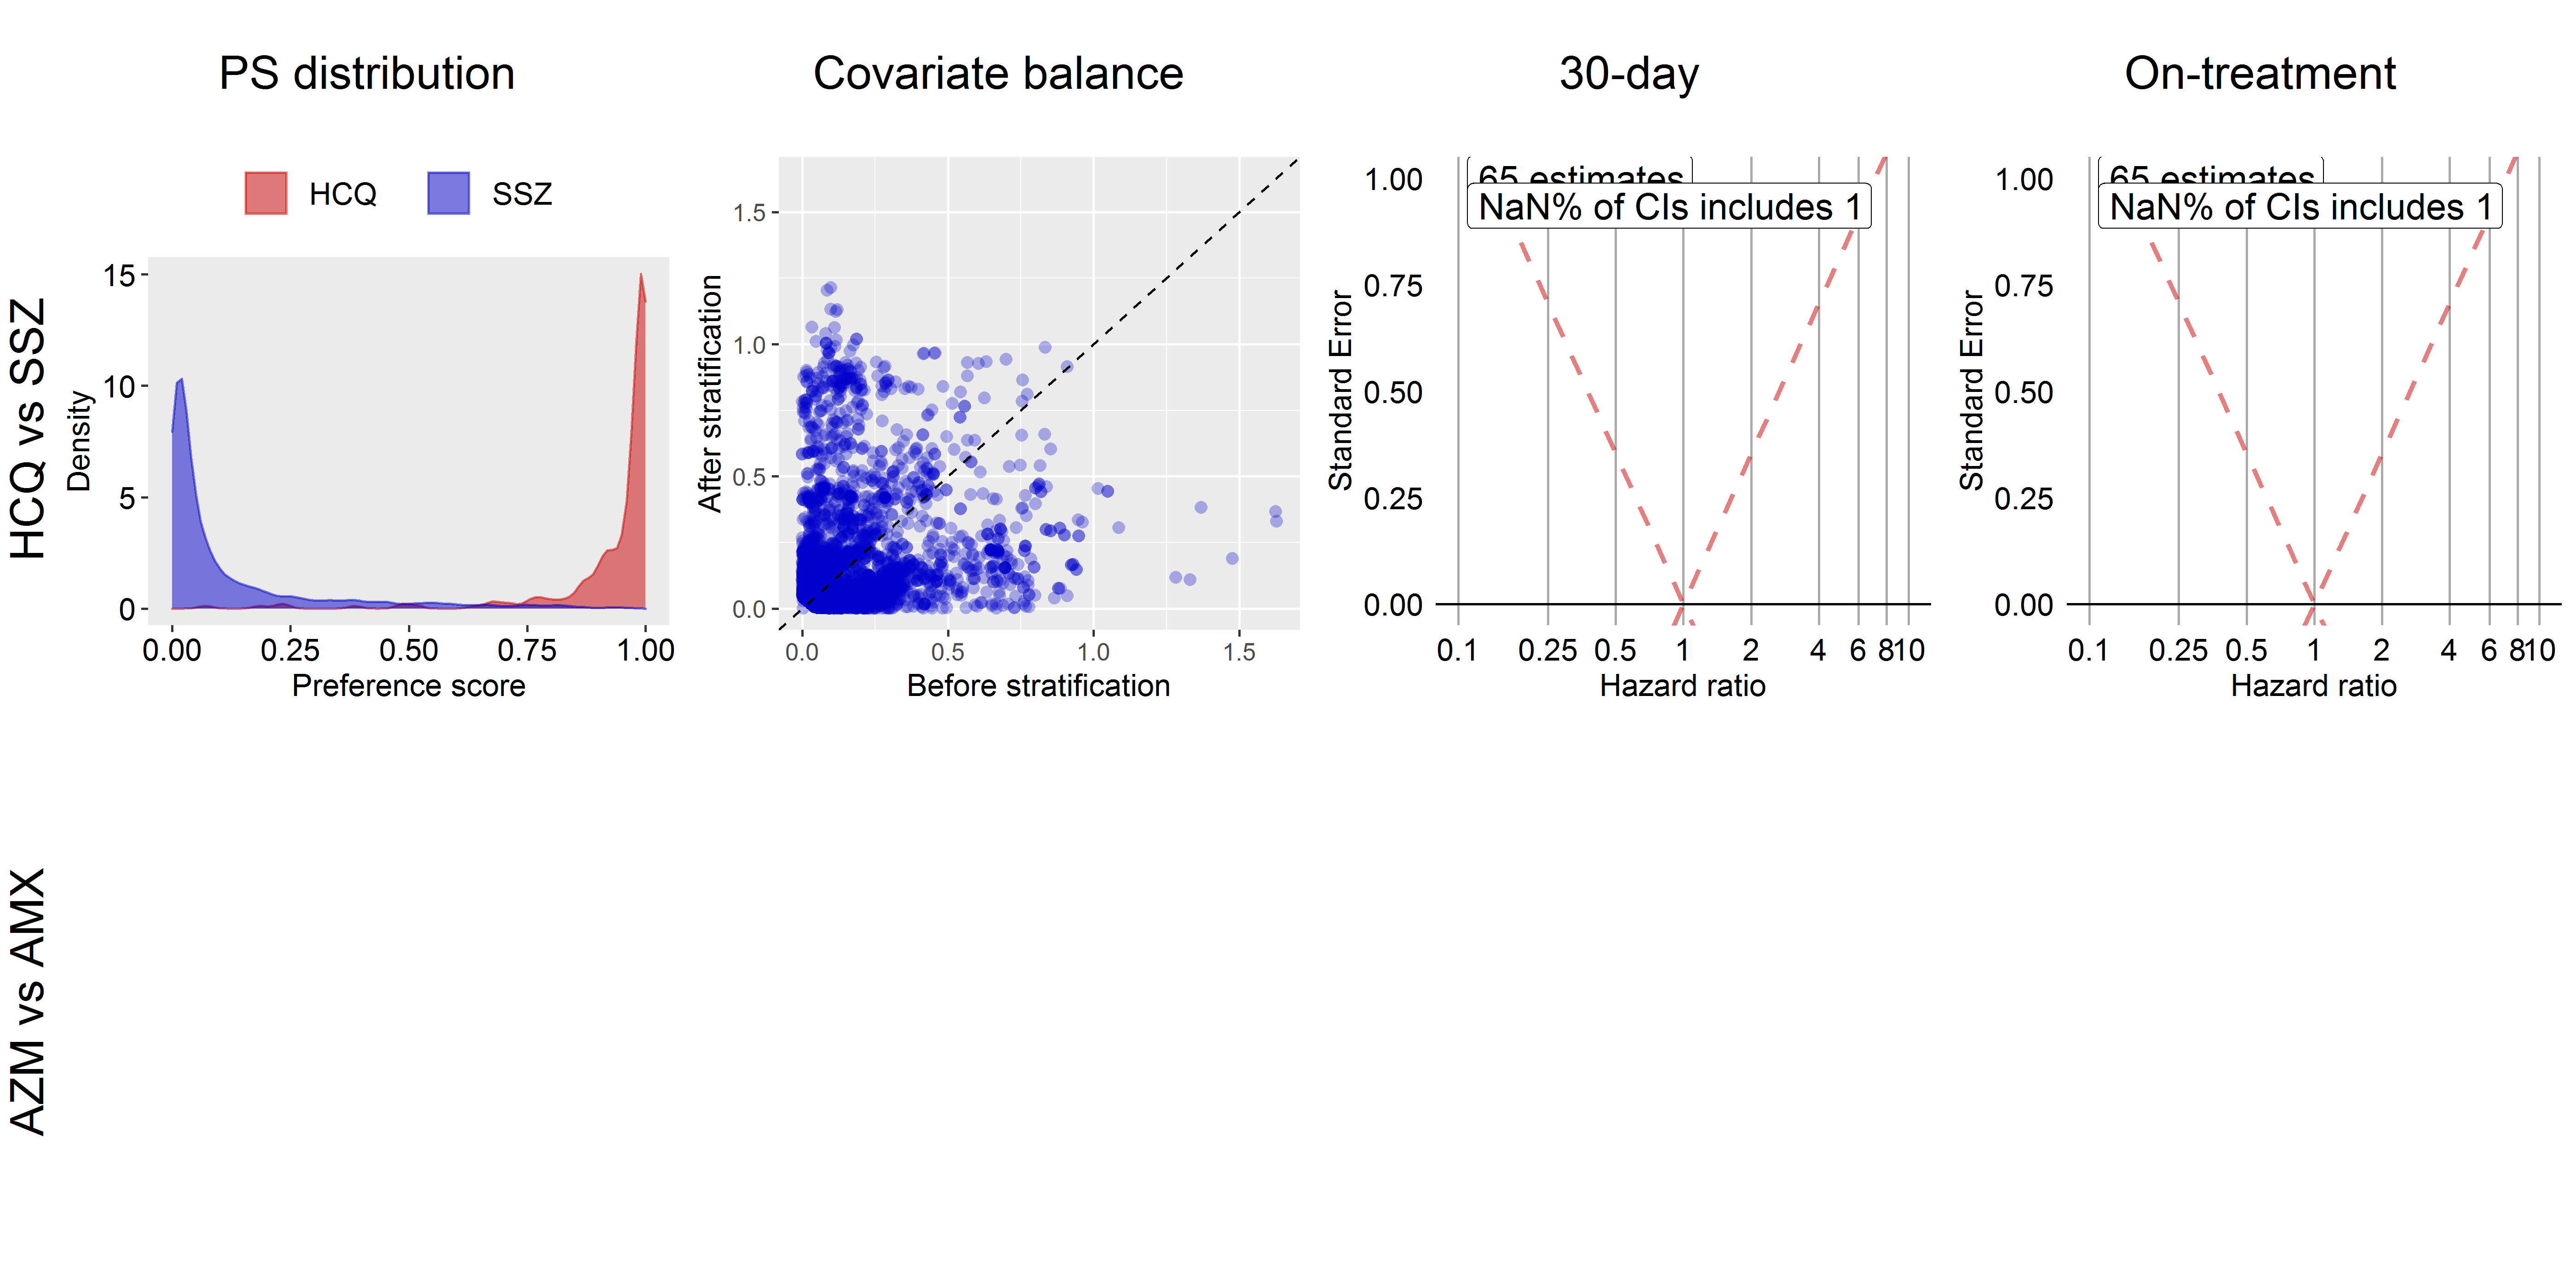 PS distribution
Covariate balance
30-day
On-treatment
HCQ vs SSZ
HCQ
SSZ
Density
15
10
5
0
0.00
0.25
0.50
0.75
1.00
Preference score
After stratification
1.5
1.0
0.5
0.0
0.0
0.5
1.0
1.5
Before stratification
Standard Error
1.00
0.75
0.50
0.25
0.00
65 estimates
NaN% of CIs includes 1
0.1
0.25
0.5
1
2
4
6
8
10
Hazard ratio
Standard Error
1.00
0.75
0.50
0.25
0.00
65 estimates
NaN% of CIs includes 1
0.1
0.25
0.5
1
2
4
6
8
10
Hazard ratio
AZM vs AMX